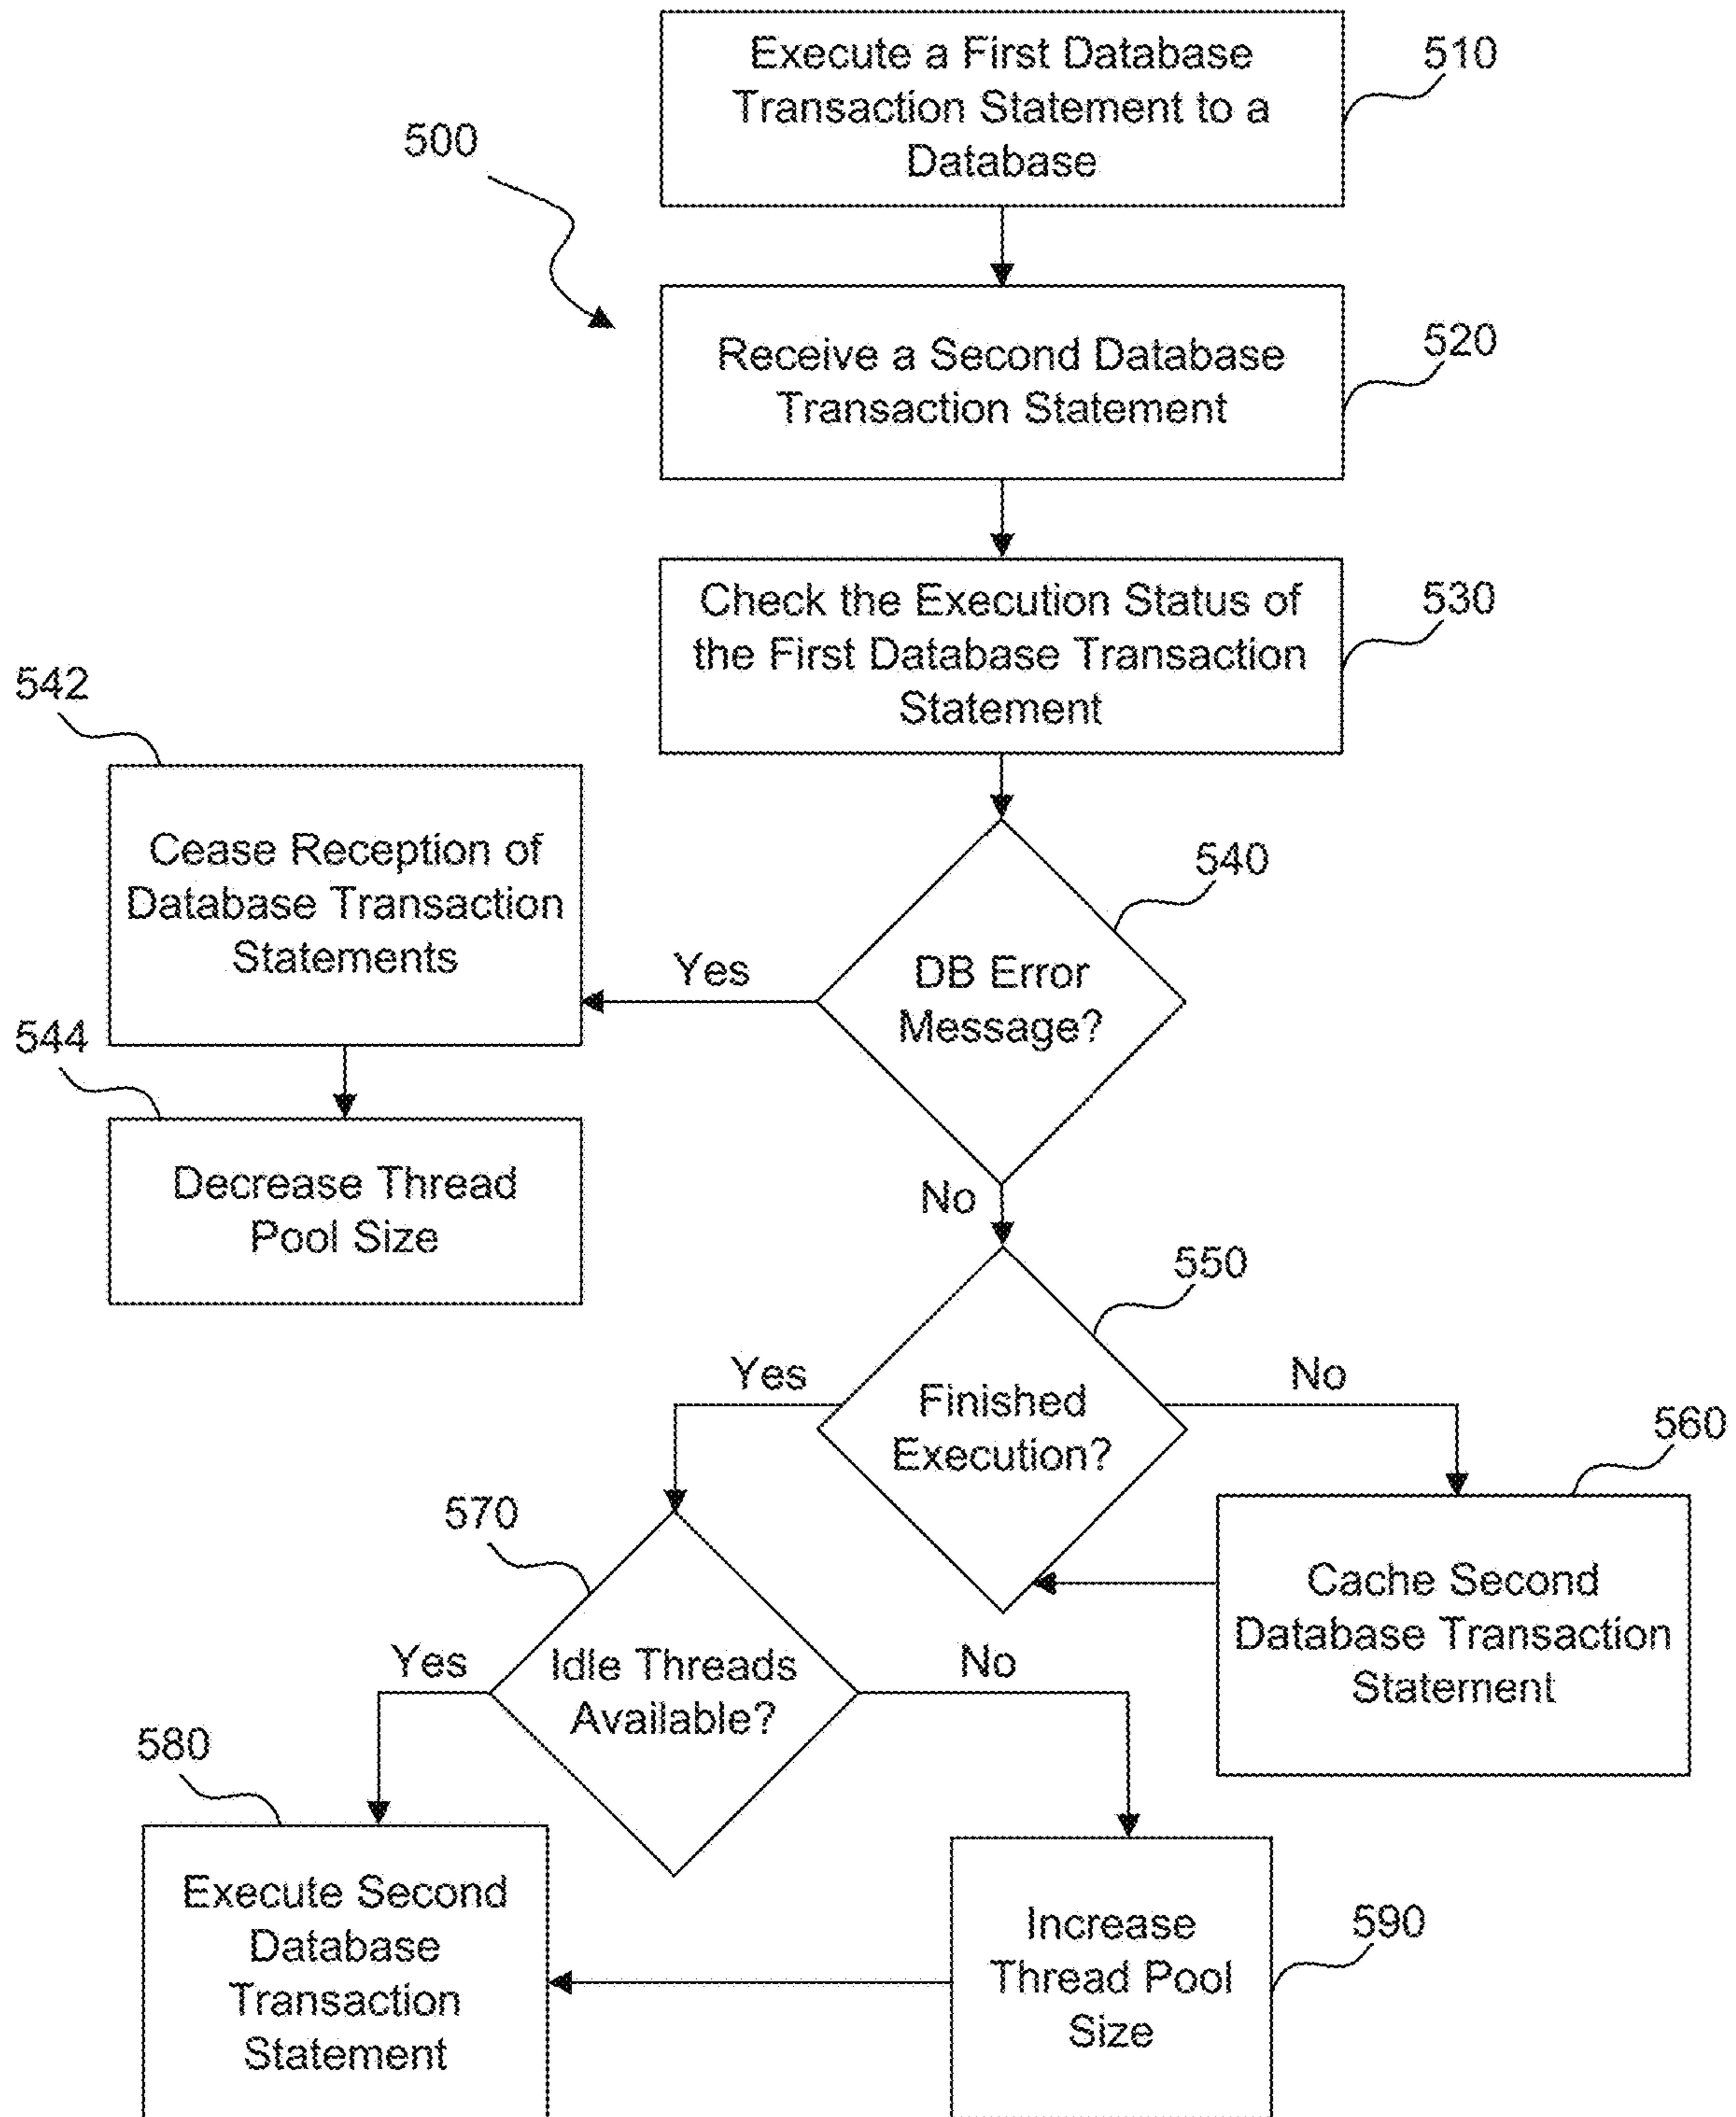 Execute a First Database
Transaction Statement to a
Database
510
500
Receive a Second Database
Transaction Statement
520
Check the Execution Status of
the First Database Transaction
Statement
530
542
Cease Reception of
Database Transaction
Statements
540
DB Error
Message?
Yes
544
Decrease Thread
Pool Size
No
550
Finished
Execution?
Yes
No
560
Cache Second
Database Transaction
Statement
570
Idle Threads
Available?
Yes
No
580
Execute Second
Database
Transaction
Statement
Increase
Thread Pool
Size
590